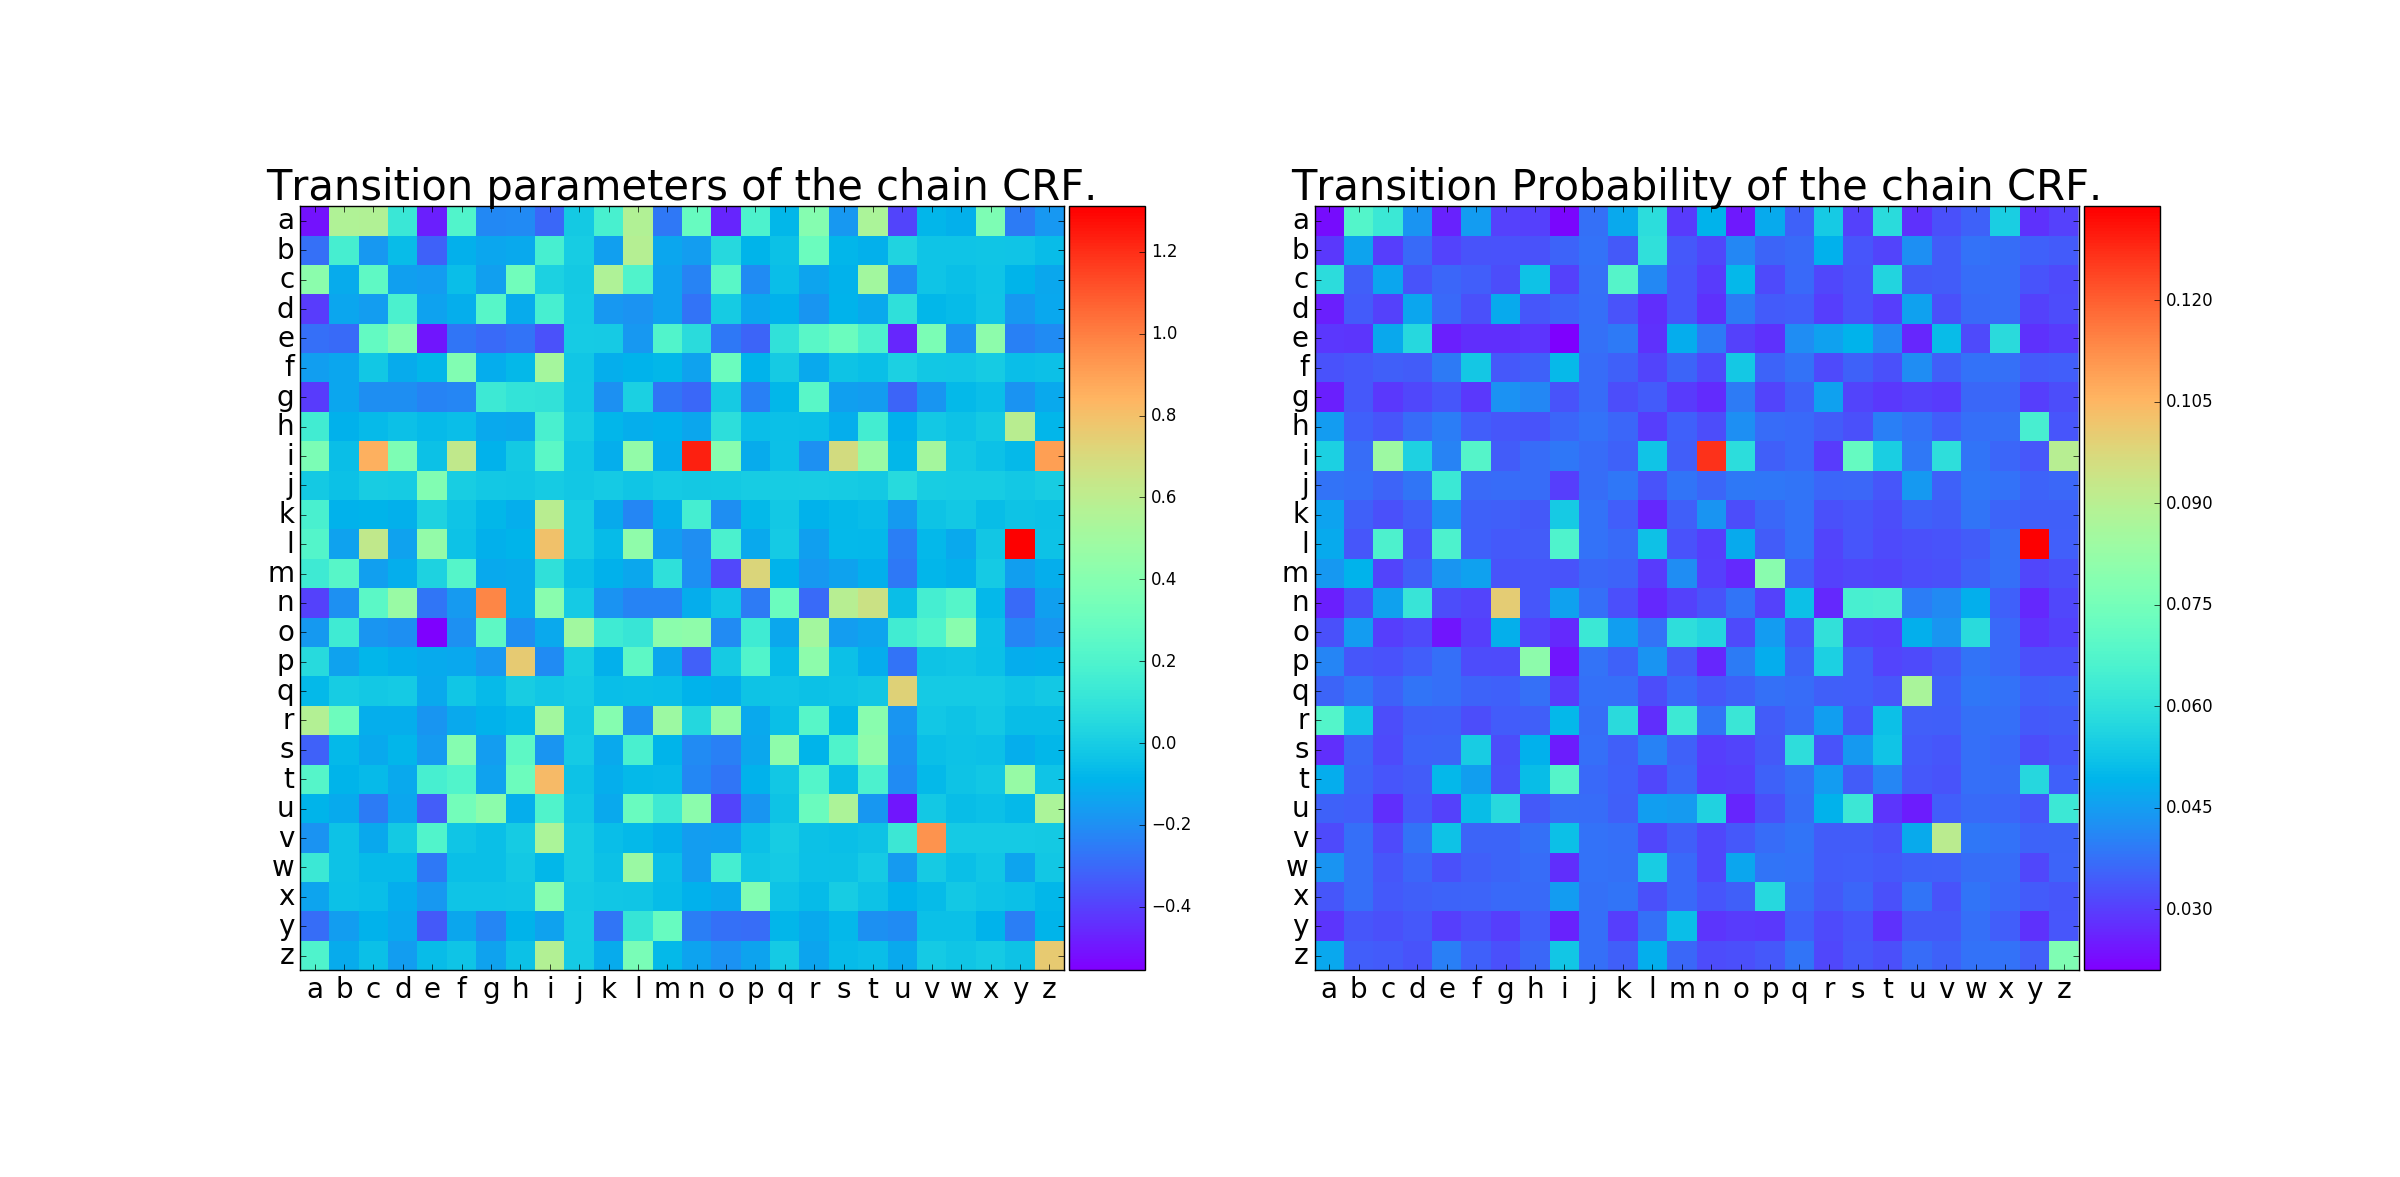 Transition parameters of the chain CRF.
a
b
c
d
e
f
g
h
i
j
k
l
m
n
o
p
q
r
s
t
u
v
w
x
y
z
a b c d e f g h i j k l m n o p q r s t u v w x y z
1.2
1.0
0.8
0.6
0.4
0.2
0.0
−0.2
−0.4
Transition Probability of the chain CRF.
a
b
c
d
e
f
g
h
i
j
k
l
m
n
o
p
q
r
s
t
u
v
w
x
y
z
a b c d e f g h i j k l m n o p q r s t u v w x y z
0.120
0.105
0.090
0.075
0.060
0.045
0.030